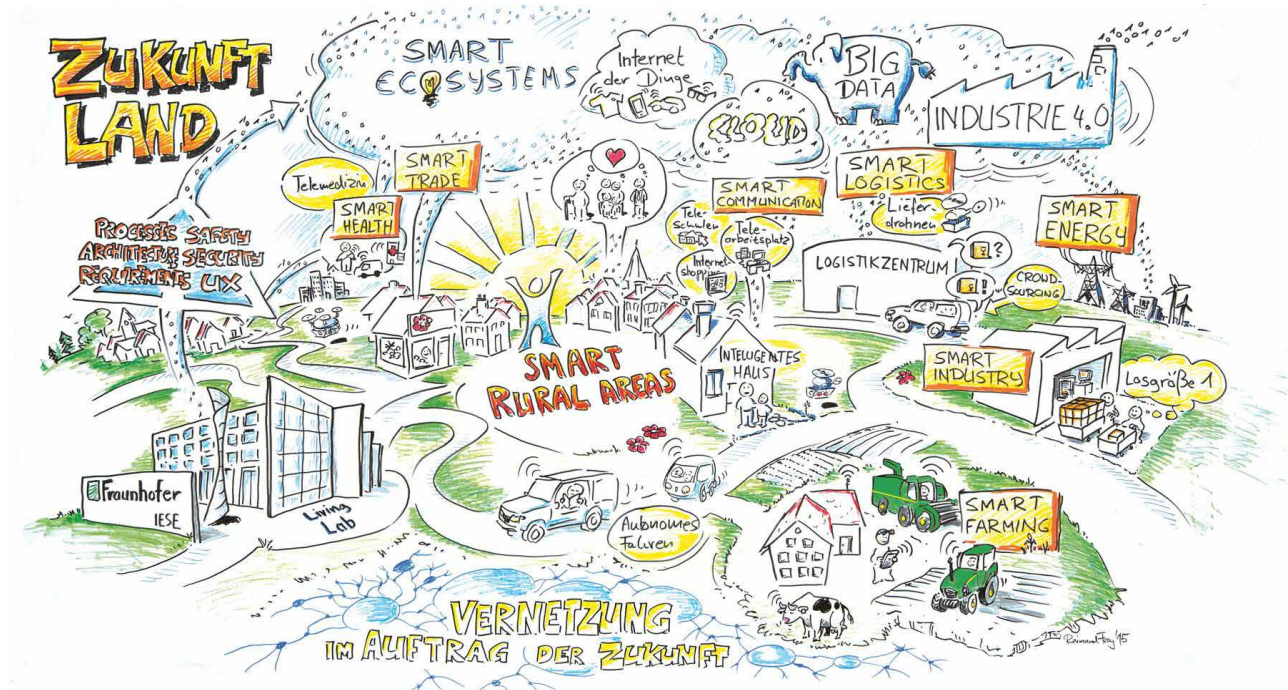 ZUKUNFT
LAND
SMART
ECOSYSTEMS
Internet
der Dinge
CLOUD
BIG
DATA
INDUSTRIE 4.0
Telemedizin
SMART
TRADE
SMART
HEALTH
SMART
COMMUNICATION
SMART
LOGISTICS
Liefer-
drohnen
SMART
ENERGY
PROCESSES SAFETY
ARCHITECTURE SECURITY
REQUIREMENTS UX
Tele-
schulen
Tele-
arbeitsplatz
Internet
shopping
LOGISTIKZENTRUM
?
!
CROWD-
SOURCING
SMART
RURAL AREAS
INTELLIGENTES
HAUS
SMART
INDUSTRY
Losgröße 1
Fraunhofer
IESE
Living
Lab
Autonomes
Fahren
SMART
FARMING
VERNETZUNG
IM AUFTRAG DER ZUKUNFT
'15